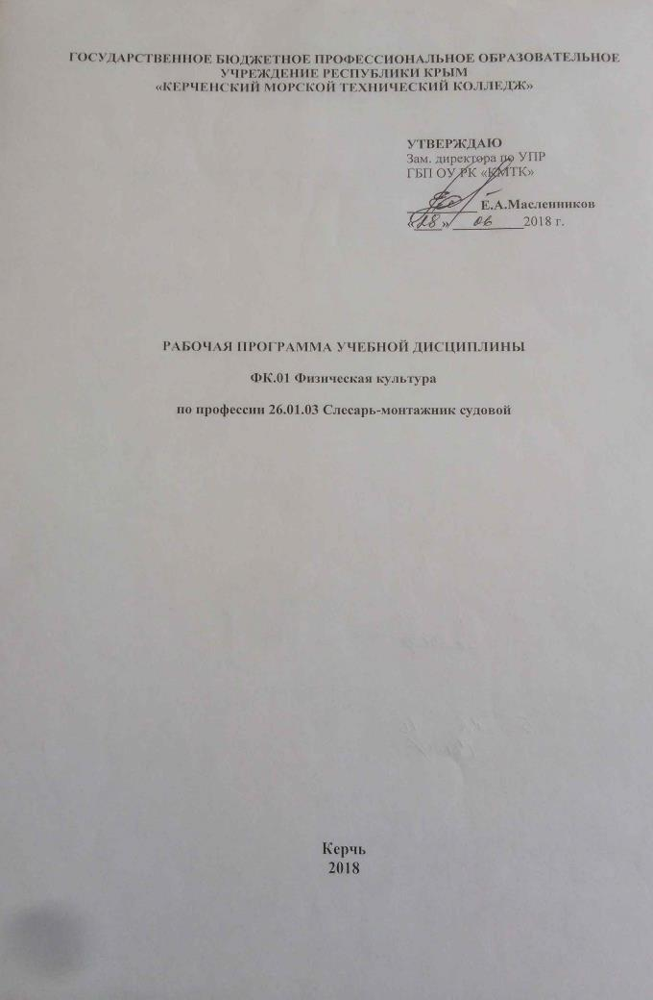 ГОСУДАРСТВЕННОЕ БЮДЖЕТНОЕ ПРОФЕССИОНАЛЬНОЕ ОБРАЗОВАТЕЛЬНОЕ
УЧРЕЖДЕНИЕ РЕСПУБЛИКИ КРЫМ
«КЕРЧЕНСКИЙ МОРСКОЙ ТЕХНИЧЕСКИЙ КОЛЛЕДЖ»
УТВЕРЖДАЮ
Зам. директора по УПР
ГБП ОУ РК «КМТК»
Е.А.Масленников
«28» 06 2018 г.
РАБОЧАЯ ПРОГРАММА УЧЕБНОЙ ДИСЦИПЛИНЫ
ФК.01 Физическая культура
по профессии 26.01.03 Слесарь-монтажник судовой
Керчь
2018